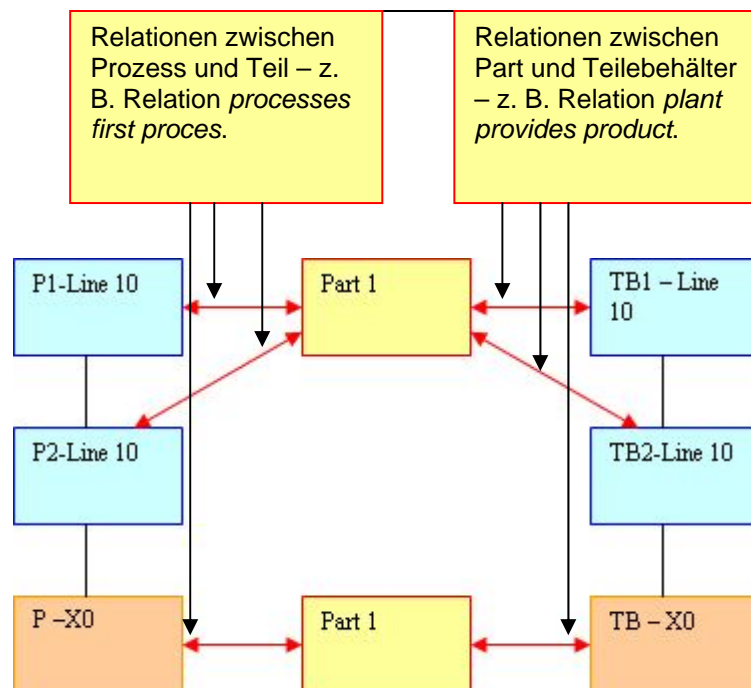 Relationen zwischen
Prozess und Teil – z.
B. Relation processes
first proces.
Relationen zwischen
Part und Teilebehälter
– z. B. Relation plant
provides product.
P1-Line 10
Part 1
TB1 – Line
10
P2-Line 10
TB2-Line 10
P –X0
Part 1
TB – X0